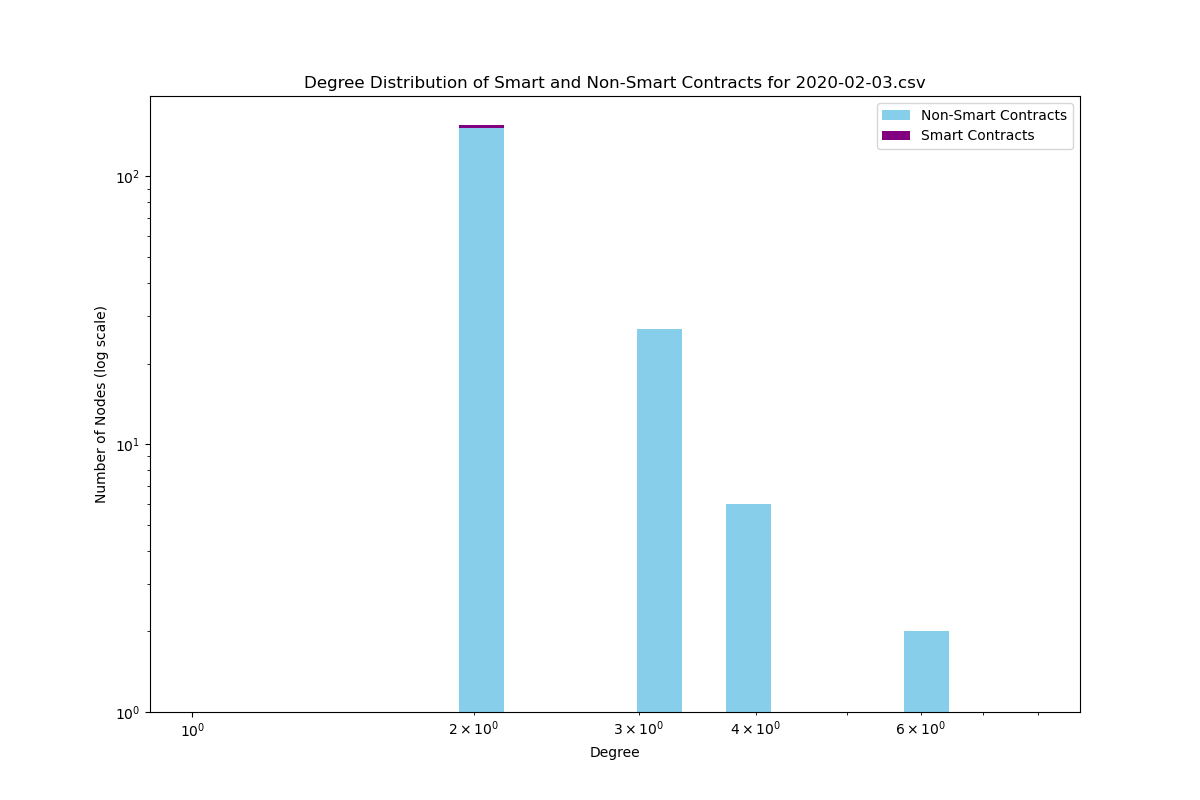 Degree Distribution of Smart and Non-Smart Contracts for 2020-02-03.csv
Non-Smart Contracts
Smart Contracts
Number of Nodes (log scale)
10²
10¹
10⁰
10⁰
2 × 10⁰
3 × 10⁰
4 × 10⁰
6 × 10⁰
Degree